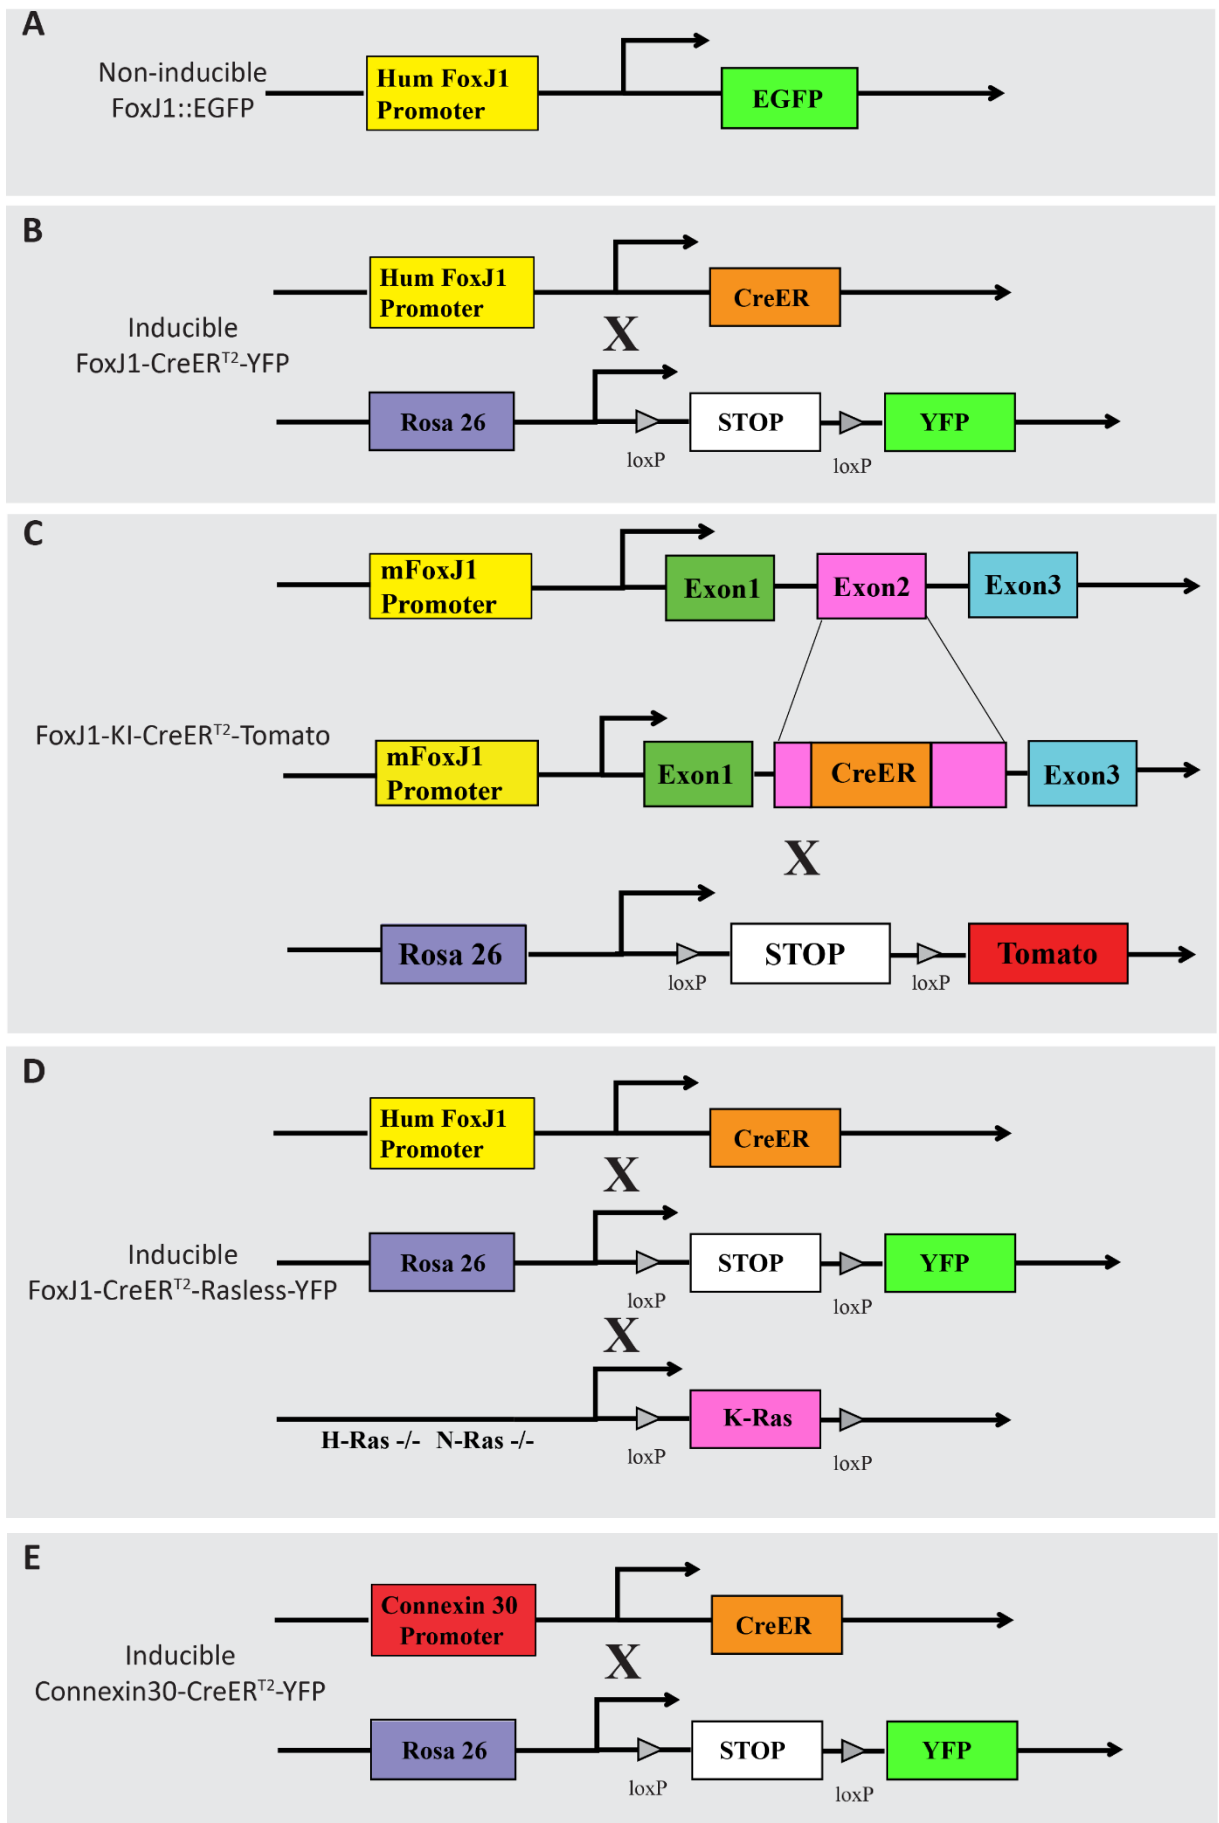 A
Non-inducible
FoxJ1::EGFP
Hum FoxJ1
Promoter
EGFP
B
Inducible
FoxJ1-CreERT2-YFP
Hum FoxJ1
Promoter
CreER
X
Rosa 26
loxP
STOP
loxP
YFP
C
FoxJ1-KI-CreERT2-Tomato
mFoxJ1
Promoter
Exon1
Exon2
Exon3
mFoxJ1
Promoter
Exon1
CreER
Exon3
X
Rosa 26
loxP
STOP
loxP
Tomato
D
Inducible
FoxJ1-CreERT2-Rasless-YFP
Hum FoxJ1
Promoter
CreER
X
Rosa 26
loxP
STOP
loxP
YFP
X
H-Ras -/- N-Ras -/-
loxP
K-Ras
loxP
E
Inducible
Connexin30-CreERT2-YFP
Connexin 30
Promoter
CreER
X
Rosa 26
loxP
STOP
loxP
YFP